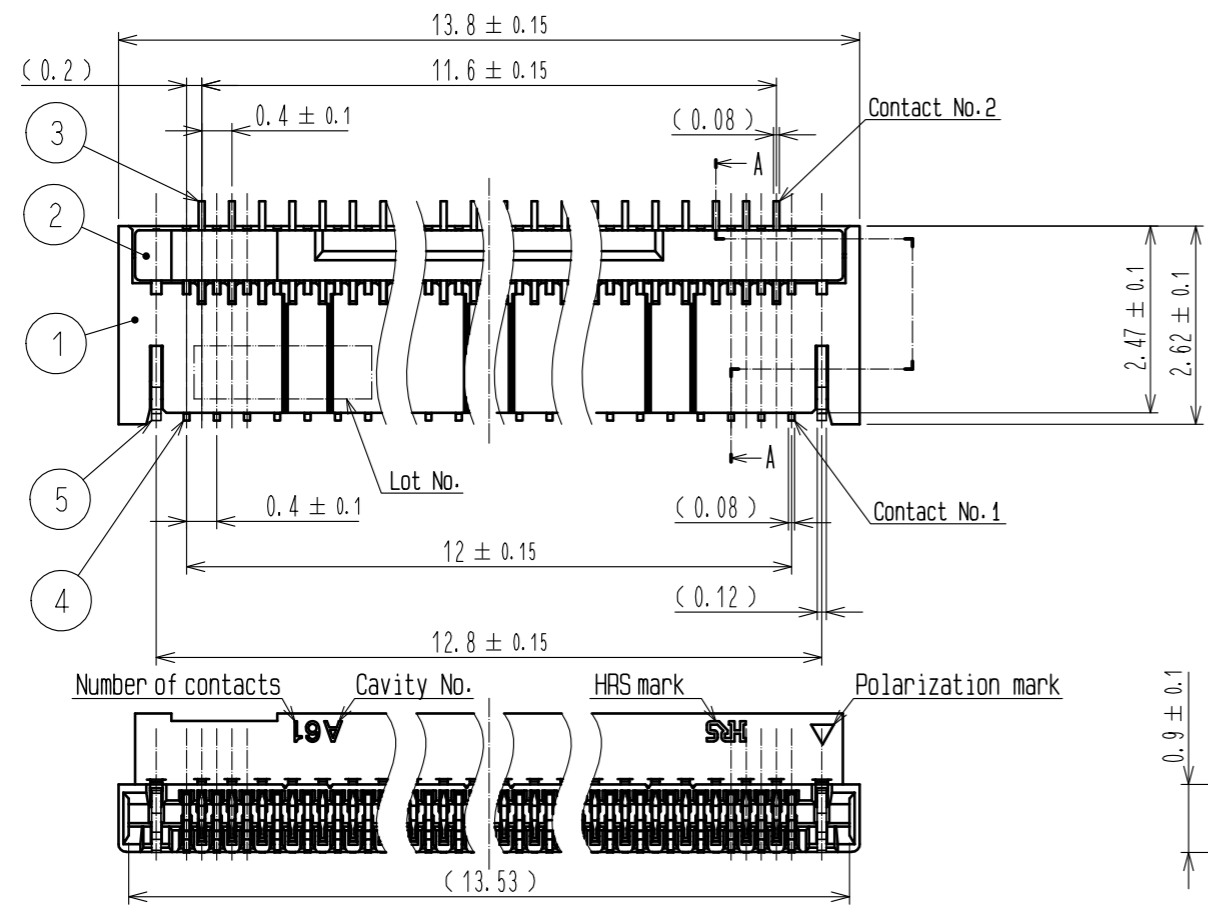 13.8 ± 0.15
(0.2)
11.6 ± 0.15
0.4 ± 0.1
(0.08)
Contact No.2
3
A
2
1
2.47 ± 0.1
2.62 ± 0.1
5
Lot No.
A
0.4 ± 0.1
(0.08)
Contact No.1
4
12 ± 0.15
(0.12)
12.8 ± 0.15
Number of contacts
Cavity No.
HRS mark
Polarization mark
A61
HRS
0.9 ± 0.1
(13.53)